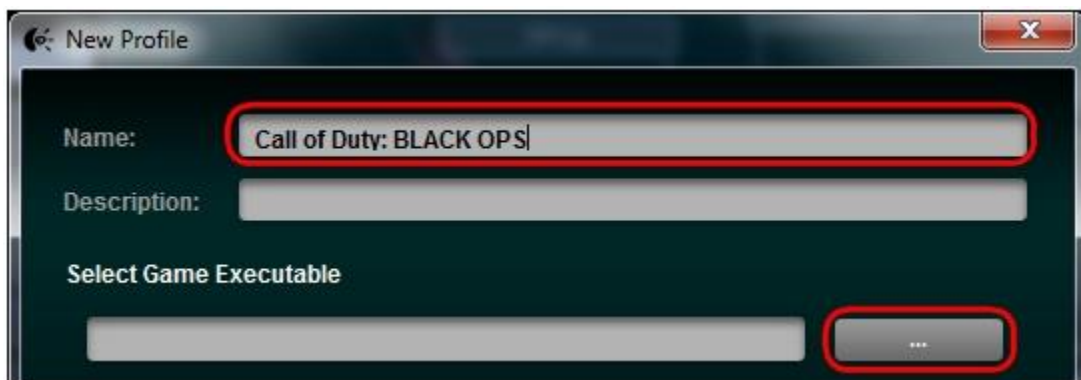 New Profile
X
Name:
Call of Duty: BLACK OPS
Description:
Select Game Executable
...